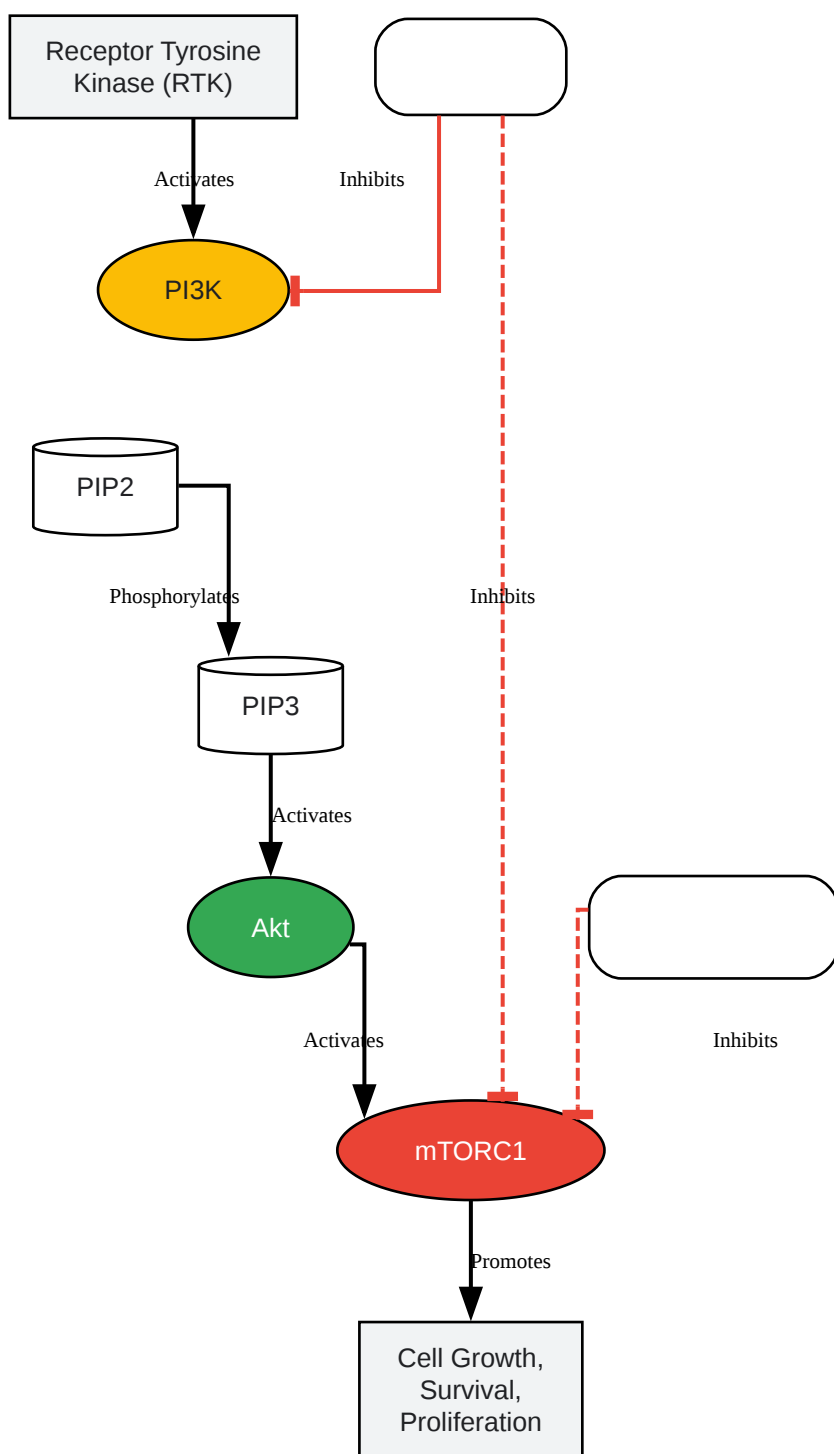 Receptor Tyrosine
Kinase (RTK)
Activates
Inhibits
PI3K
PIP2
Phosphorylates
Inhibits
PIP3
Activates
Akt
Activates
Inhibits
mTORC1
Promotes
Cell Growth,
Survival,
Proliferation